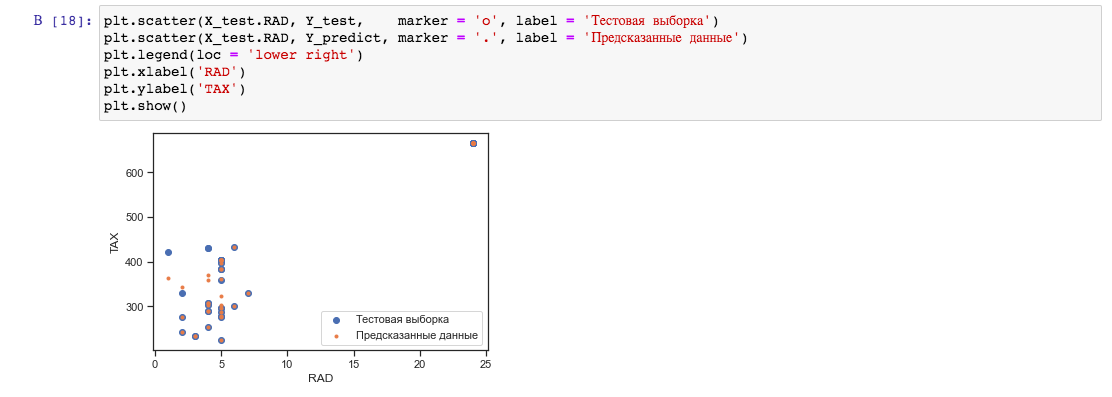 В [18]: plt.scatter(X_test.RAD, Y_test,    marker = 'o', label = 'Тестовая выборка')
plt.scatter(X_test.RAD, Y_predict, marker = '.', label = 'Предсказанные данные')
plt.legend(loc = 'lower right')
plt.xlabel('RAD')
plt.ylabel('TAX')
plt.show()
600
500
400
300
TAX
Тестовая выборка
Предсказанные данные
0 5 10 15 20 25
RAD